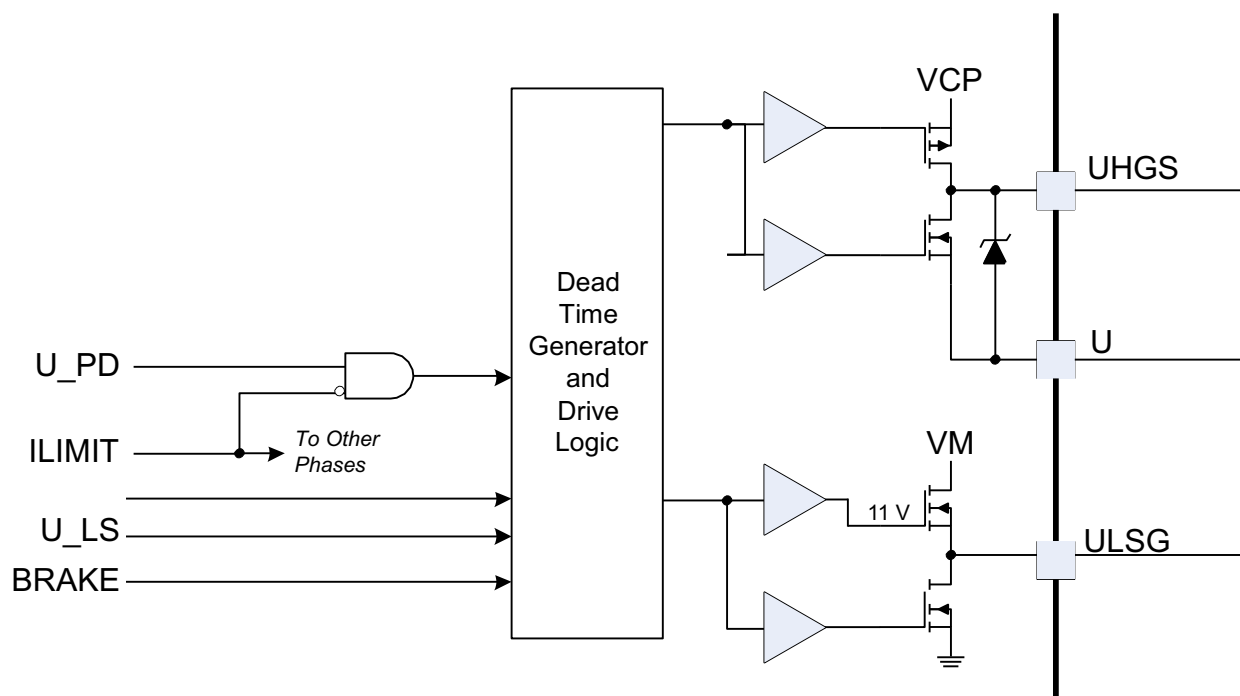 VCP
UHGS
Dead
Time
Generator
and
Drive
Logic
U_PD
U
ILIMIT
To Other
Phases
VM
11 V
U_LS
ULSG
BRAKE